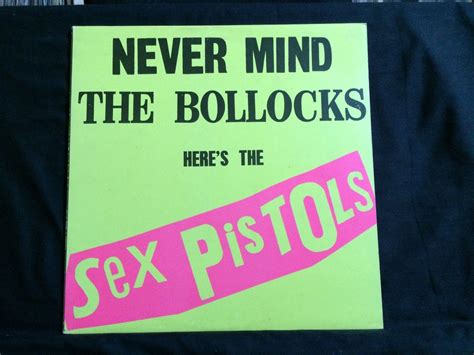 NEVER MIND
THE BOLLOCKS
HERE'S THE
Sex PisTOLs